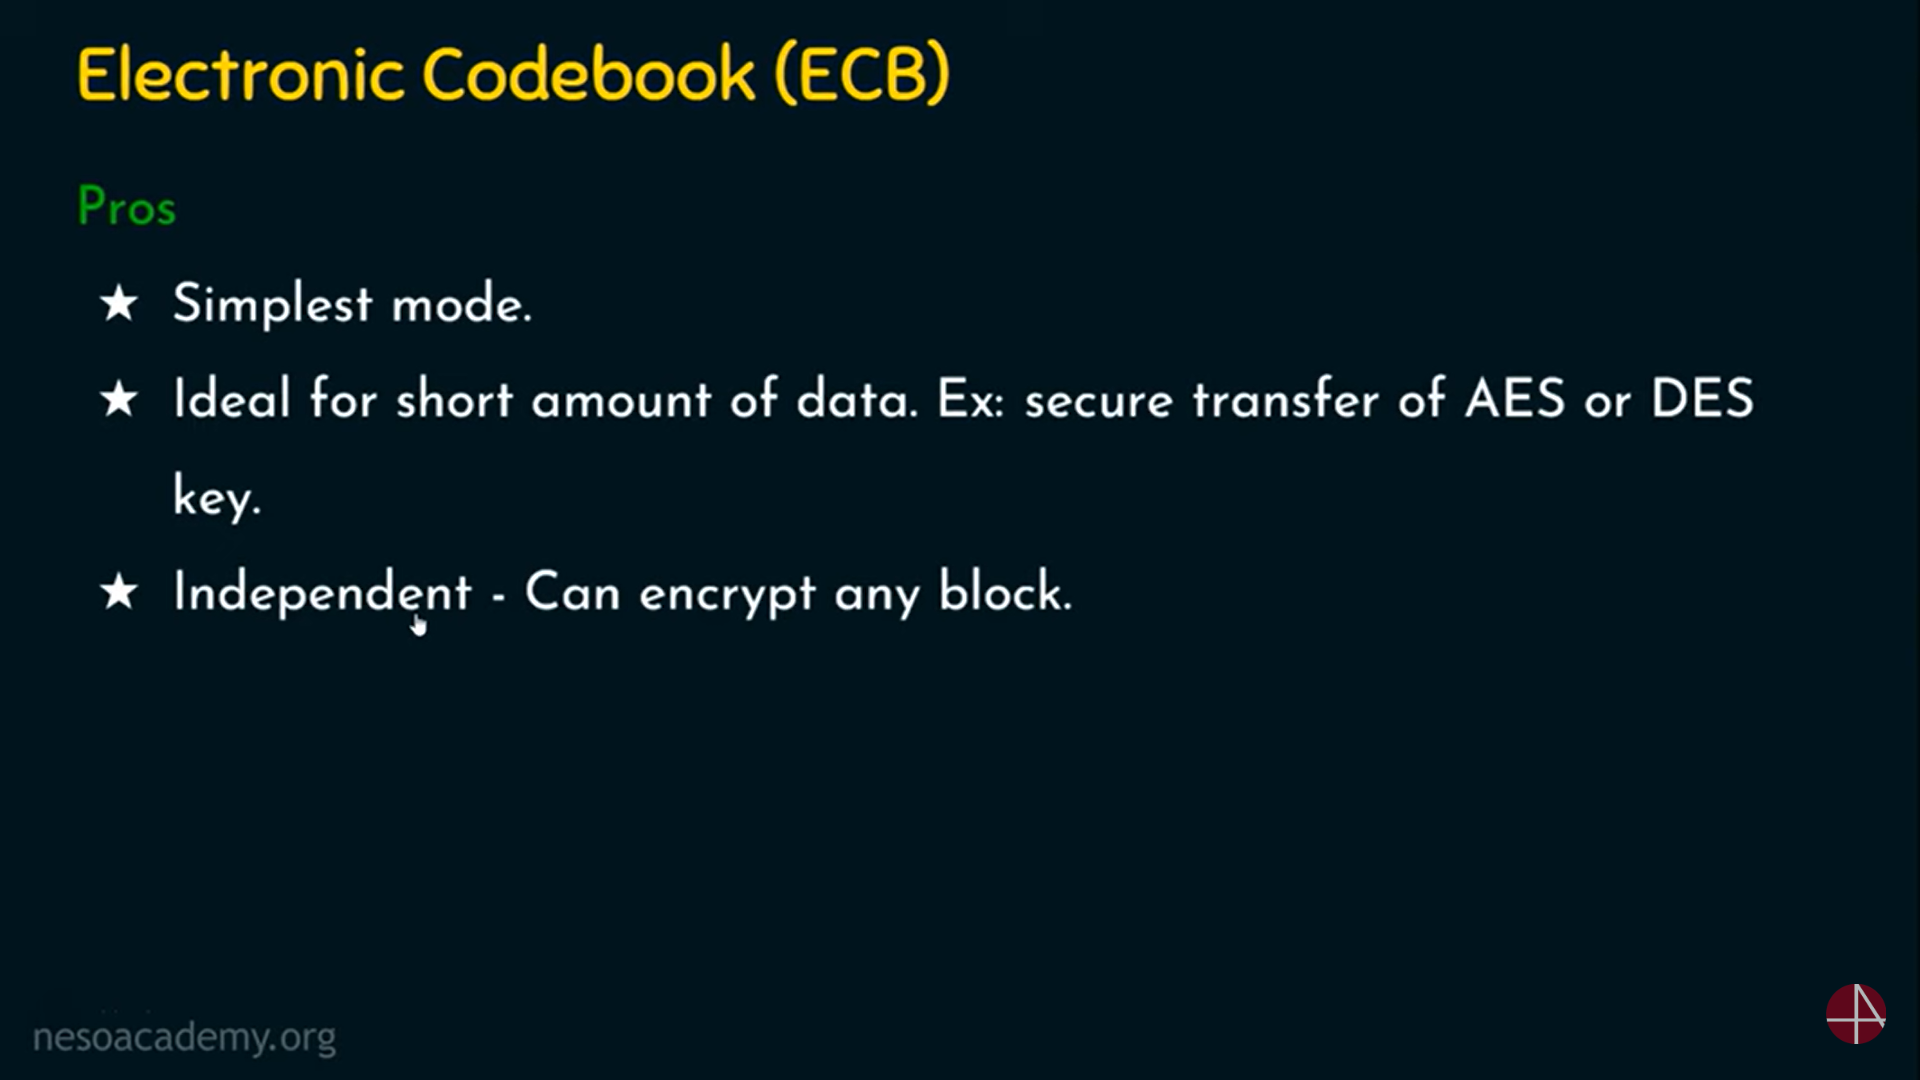 Electronic Codebook (ECB)
Pros
★ Simplest mode.
★ Ideal for short amount of data. Ex: secure transfer of AES or DES
key.
★ Independent - Can encrypt any block.
nesoacademy.org